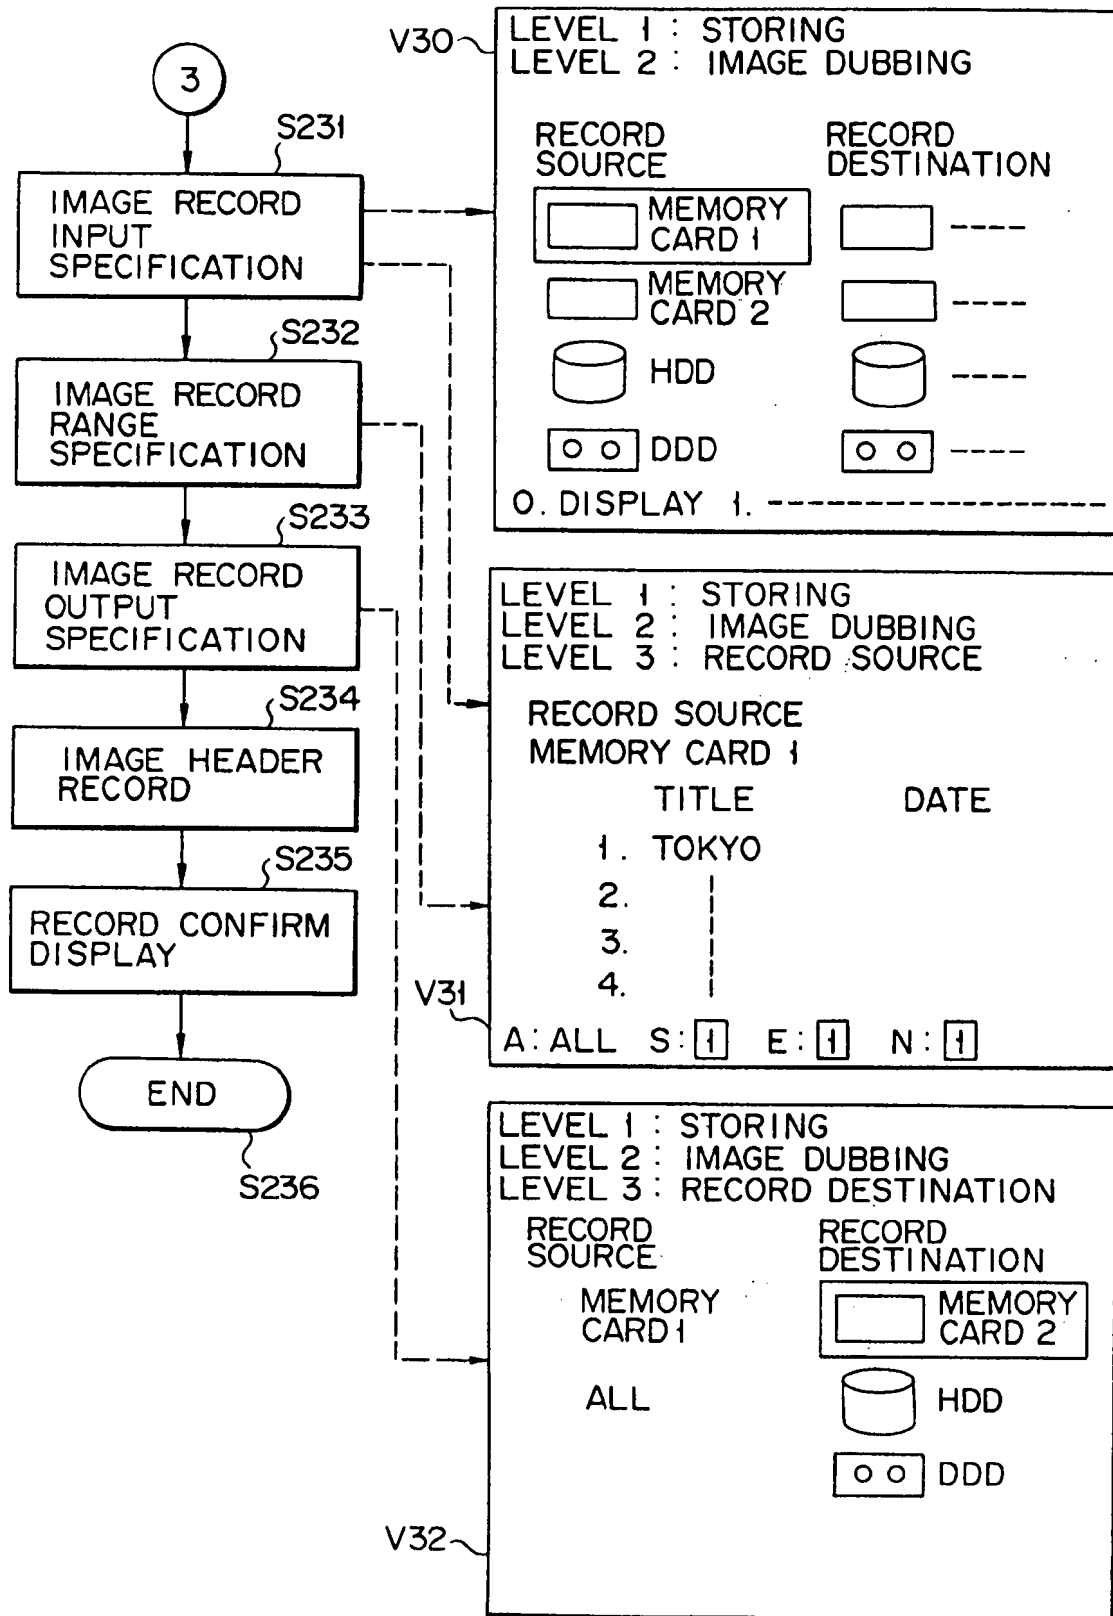 3
S231
IMAGE RECORD
INPUT
SPECIFICATION
S232
IMAGE RECORD
RANGE
SPECIFICATION
S233
IMAGE RECORD
OUTPUT
SPECIFICATION
S234
IMAGE HEADER
RECORD
S235
RECORD CONFIRM
DISPLAY
END
S236
V30
LEVEL 1 : STORING
LEVEL 2 : IMAGE DUBBING
RECORD
SOURCE
RECORD
DESTINATION
MEMORY
CARD 1
----
MEMORY
CARD 2
----
HDD
----
DDD
----
0. DISPLAY 1. --------------------
V31
LEVEL 1 : STORING
LEVEL 2 : IMAGE DUBBING
LEVEL 3 : RECORD SOURCE
RECORD SOURCE
MEMORY CARD 1
TITLE DATE
1. TOKYO
2.
3.
4.
A: ALL S: 1 E: 1 N: 1
V32
LEVEL 1 : STORING
LEVEL 2 : IMAGE DUBBING
LEVEL 3 : RECORD DESTINATION
RECORD
SOURCE
RECORD
DESTINATION
MEMORY
CARD 1
MEMORY
CARD 2
ALL
HDD
DDD